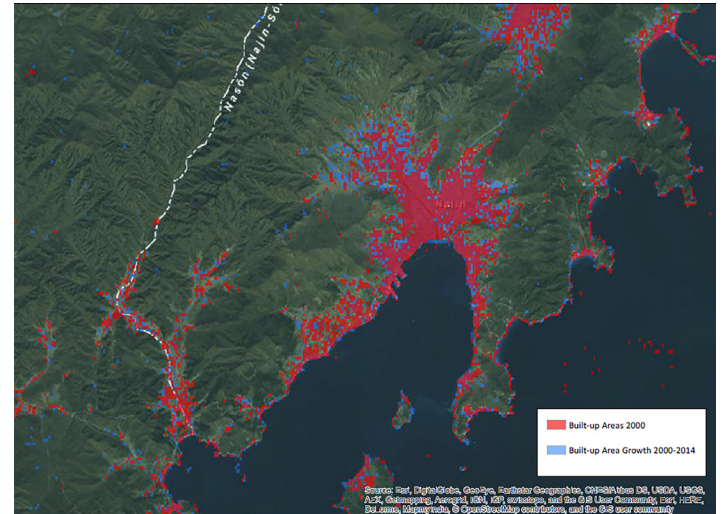 Nasŏn (Najin-Sŏ
Najin
Built-up Areas 2000
Built-up Area Growth 2000-2014
Source: Esri, DigitalGlobe, GeoEye, Earthstar Geographics, CNES/Airbus DS, USDA, USGS,
AEX, Getmapping, Aerogrid, IGN, IGP, swisstopo, and the GIS User Community, Esri, HERE,
DeLorme, MapmyIndia, © OpenStreetMap contributors, and the GIS user community